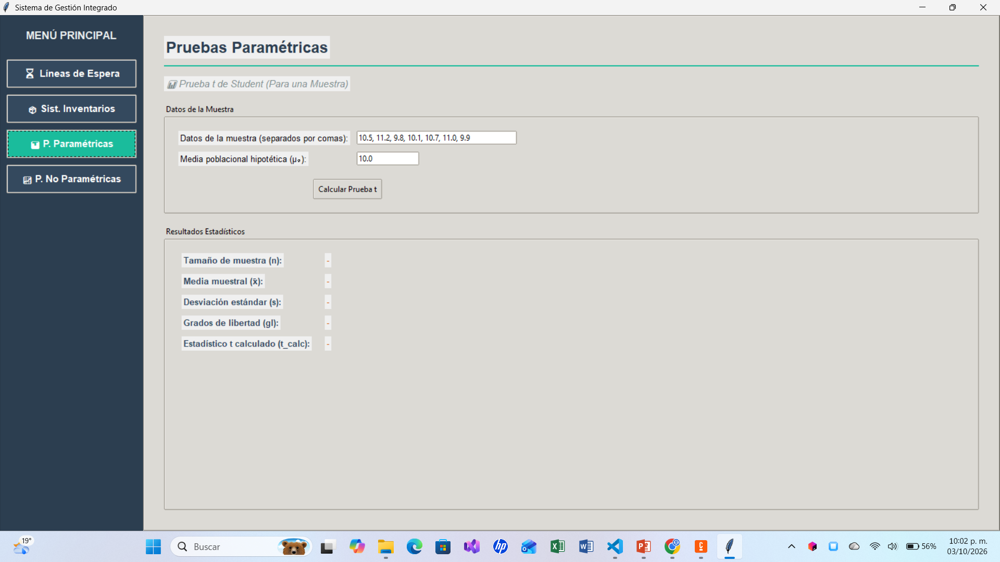 Sistema de Gestión Integrado
MENÚ PRINCIPAL
Líneas de Espera
Sist. Inventarios
P. Paramétricas
P. No Paramétricas
Pruebas Paramétricas
Prueba t de Student (Para una Muestra)
Datos de la Muestra
Datos de la muestra (separados por comas): 10.5, 11.2, 9.8, 10.1, 10.7, 11.0, 9.9
Media poblacional hipotética (μ₀): 10.0
Calcular Prueba t
Resultados Estadísticos
Tamaño de muestra (n): -
Media muestral (x̄): -
Desviación estándar (s): -
Grados de libertad (gl): -
Estadístico t calculado (t_calc): -
19°
Buscar
56%
10:02 p. m.
03/10/2026